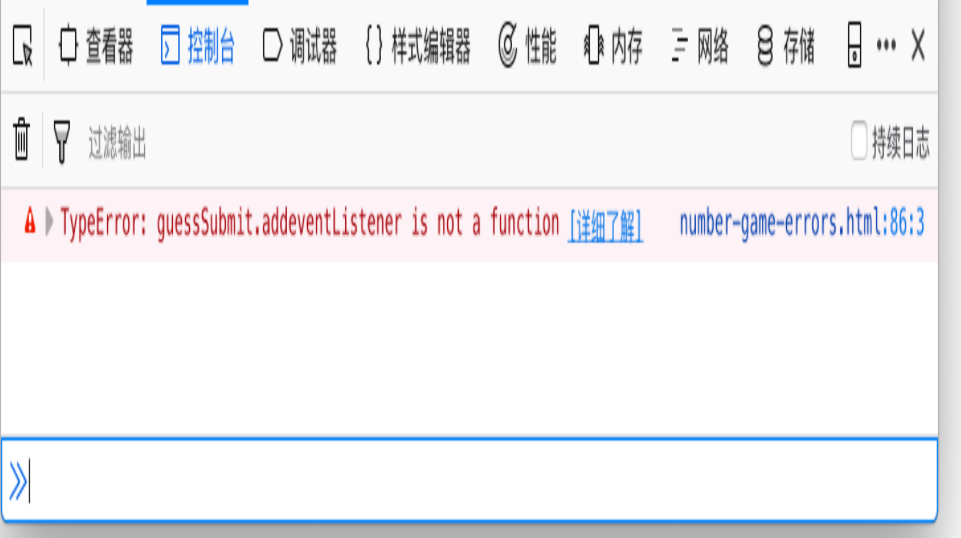 查看器 控制台 调试器 {} 样式编辑器 性能 内存 网络 存储
过滤输出 持续日志
TypeError: guessSubmit.addeventListener is not a function [详细了解] number-game-errors.html:86:3